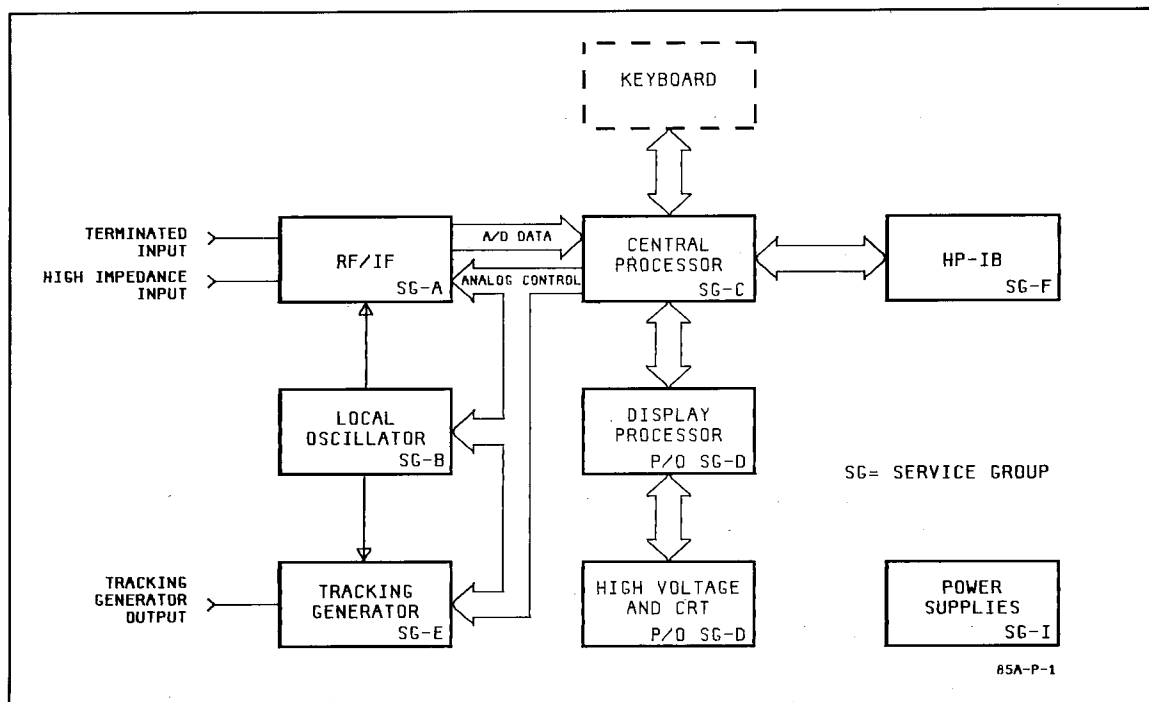 KEYBOARD
TERMINATED
INPUT
HIGH IMPEDANCE
INPUT
RF/IF
SG-A
A/D DATA
ANALOG CONTROL
CENTRAL
PROCESSOR
SG-C
HP-IB
SG-F
LOCAL
OSCILLATOR
SG-B
DISPLAY
PROCESSOR
P/O SG-D
SG= SERVICE GROUP
TRACKING
GENERATOR
OUTPUT
TRACKING
GENERATOR
SG-E
HIGH VOLTAGE
AND CRT
P/O SG-D
POWER
SUPPLIES
SG-I
85A-P-1